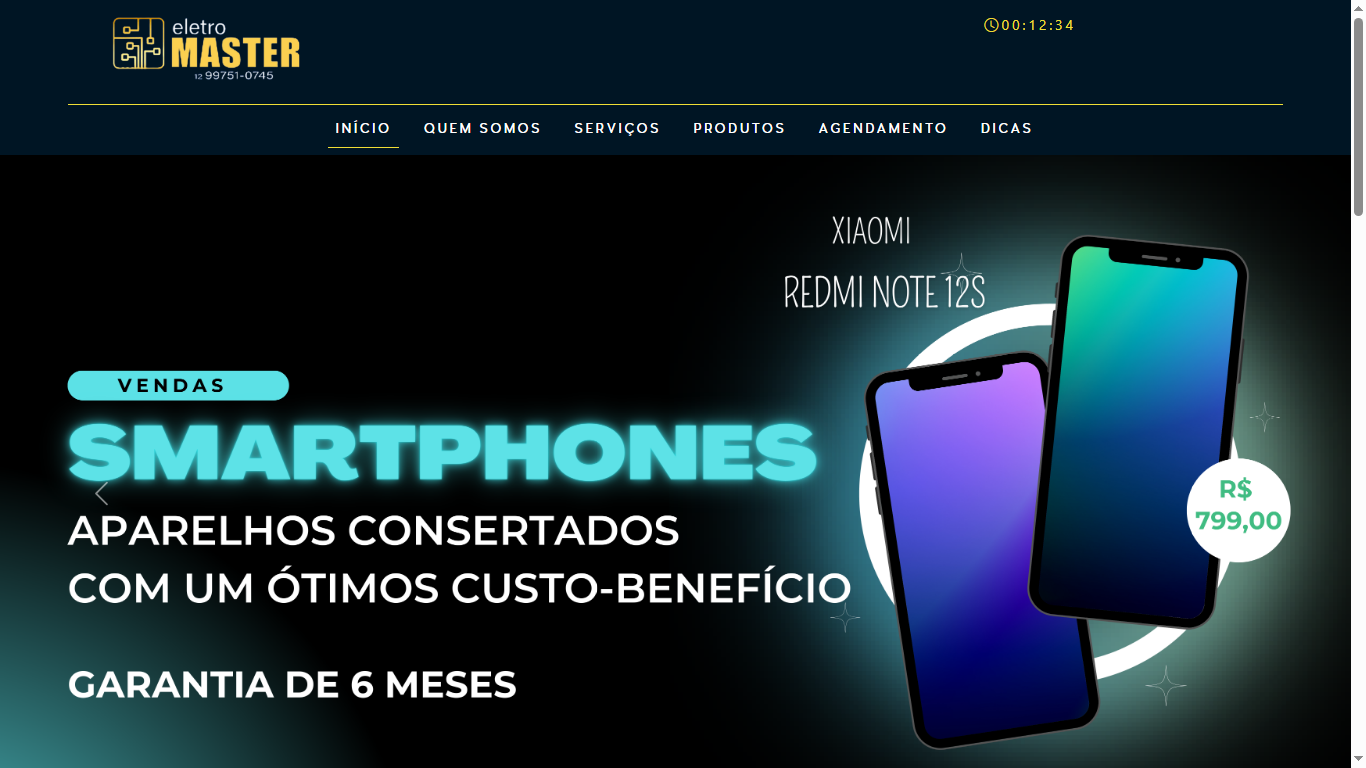 eletro
MASTER
12 99751-0745
00:12:34
INÍCIO QUEM SOMOS SERVIÇOS PRODUTOS AGENDAMENTO DICAS
XIAOMI
REDMI NOTE 12S
VENDAS
SMARTPHONES
APARELHOS CONSERTADOS
COM UM ÓTIMOS CUSTO-BENEFÍCIO
R$
799,00
GARANTIA DE 6 MESES